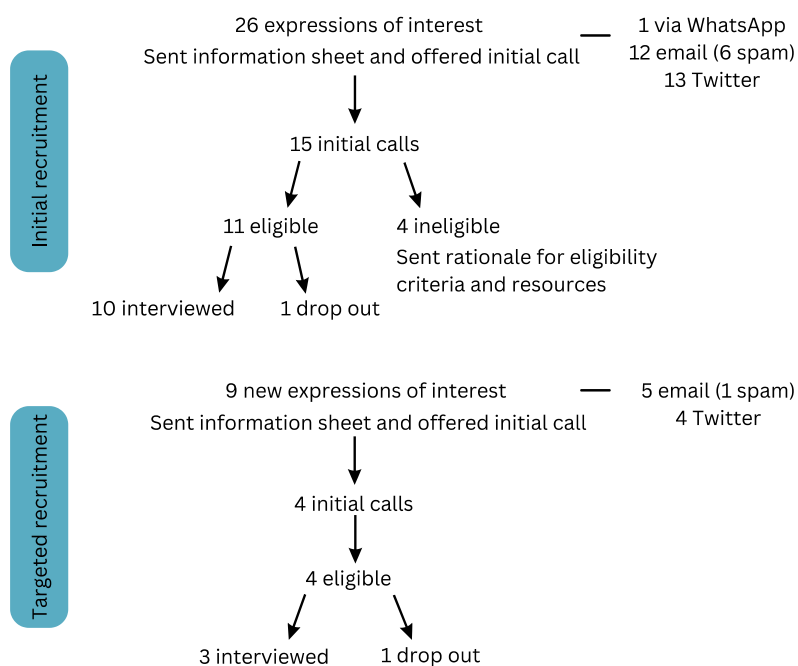 Initial recruitment
26 expressions of interest
Sent information sheet and offered initial call
1 via WhatsApp
12 email (6 spam)
13 Twitter
15 initial calls
11 eligible
4 ineligible
Sent rationale for eligibility
criteria and resources
10 interviewed
1 drop out
Targeted recruitment
9 new expressions of interest
Sent information sheet and offered initial call
5 email (1 spam)
4 Twitter
4 initial calls
4 eligible
3 interviewed
1 drop out